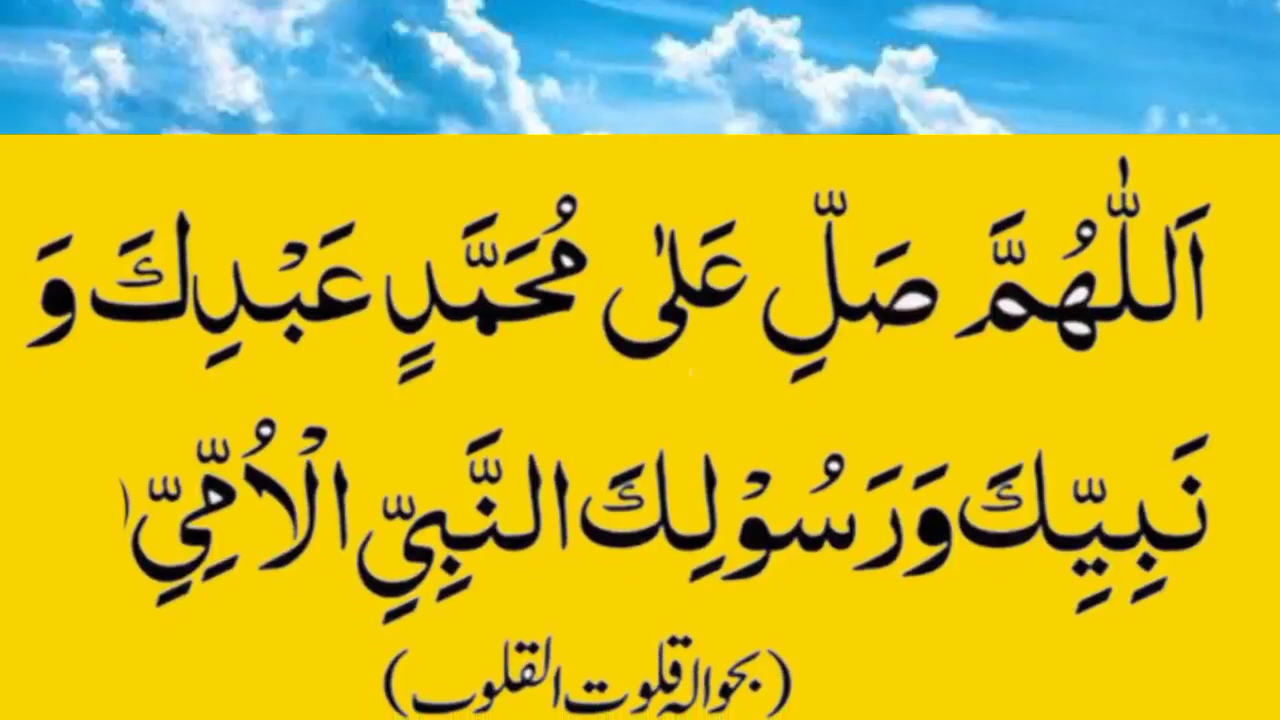 اَللّٰهُمَّ صَلِّ عَلٰى مُحَمَّدٍ عَبْدِكَ وَ
نَبِيِّكَ وَرَسُوْلِكَ النَّبِيِّ الْاُمِّيِّ
(بحوالہ قلوت القلوب)